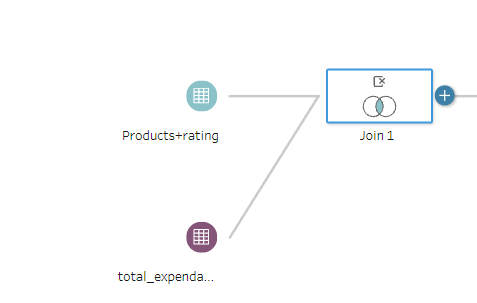 Products+rating
Join 1
total_expenda...